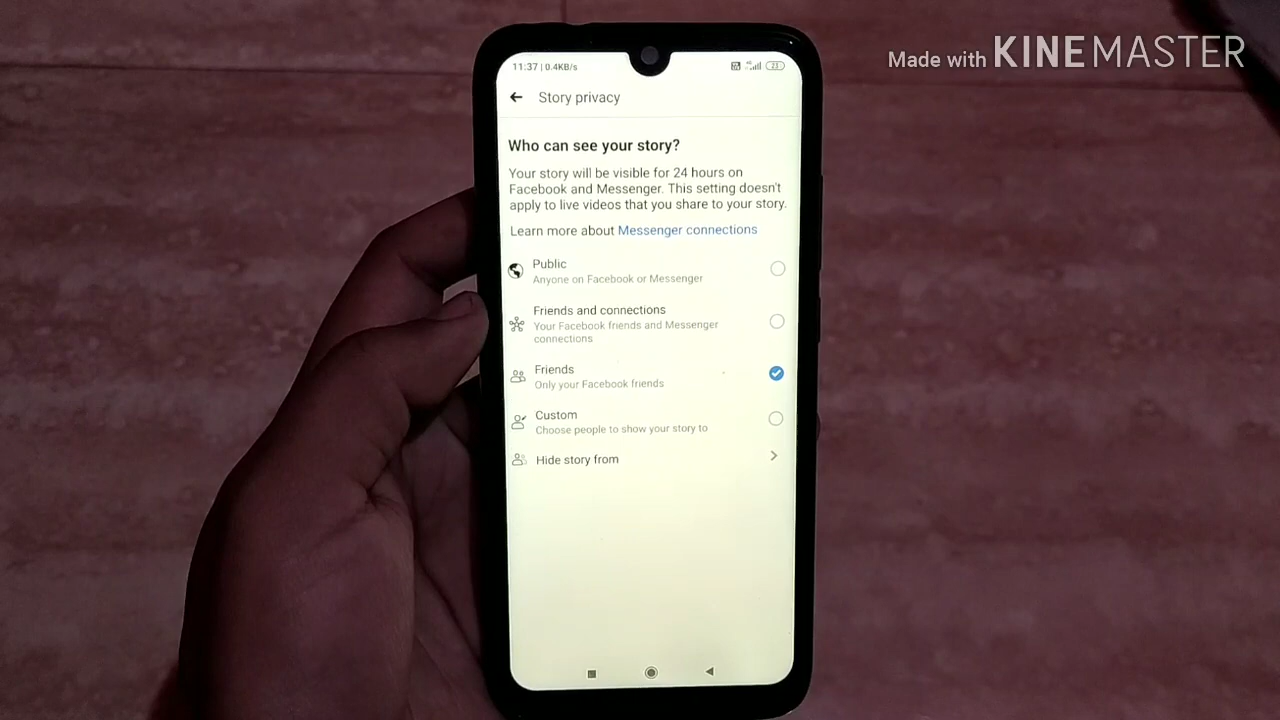 Made with KINEMASTER
11:37 | 0.4KB/s
23
Story privacy
Who can see your story?
Your story will be visible for 24 hours on
Facebook and Messenger. This setting doesn't
apply to live videos that you share to your story.
Learn more about Messenger connections
Public
Anyone on Facebook or Messenger
Friends and connections
Your Facebook friends and Messenger
connections
Friends
Only your Facebook friends
Custom
Choose people to show your story to
Hide story from